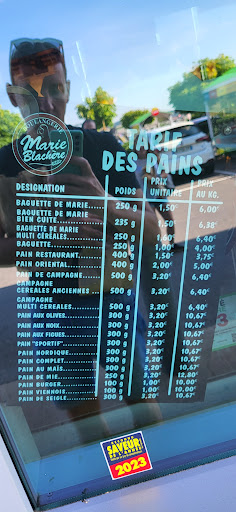 BOULANGERIE
Marie
Blachère
TARIF
DES PAINS
DESIGNATION POIDS PRIX UNITAIRE PRIX AU KG.
BAGUETTE DE MARIE..... 250 g 1,50€ 6,00€
BAGUETTE DE MARIE
BIEN CUITE..... 235 g 1,50€ 6,38€
BAGUETTE DE MARIE
MULTI CÉRÉALES..... 250 g 1,60€ 6,40€
BAGUETTE..... 250 g 1,00€ 4,00€
PAIN RESTAURANT..... 400 g 1,50€ 3,75€
PAIN ORIENTAL..... 400 g 2,00€ 5,00€
PAIN DE CAMPAGNE..... 500 g 3,20€ 6,40€
CAMPAGNE
CEREALES ANCIENNES.. 500 g 3,20€ 6,40€
CAMPAGNE
MULTI CEREALES..... 500 g 3,20€ 6,40€
PAIN AUX OLIVES..... 300 g 3,20€ 10,67€
PAIN AUX NOIX..... 300 g 3,20€ 10,67€
PAIN AUX FIGUES..... 300 g 3,20€ 10,67€
PAIN "SPORTIF"..... 300 g 3,20€ 10,67€
PAIN NORDIQUE..... 300 g 3,20€ 10,67€
PAIN COMPLET..... 300 g 3,20€ 10,67€
PAIN AU MAÏS..... 300 g 3,20€ 10,67€
PAIN DE MIE..... 250 g 3,20€ 12,80€
PAIN BURGER..... 100 g 1,00€ 10,00€
PAIN VIENNOIS..... 100 g 1,00€ 10,00€
PAIN DE SEIGLE..... 300 g 3,20€ 10,67€
SAVEUR
2023